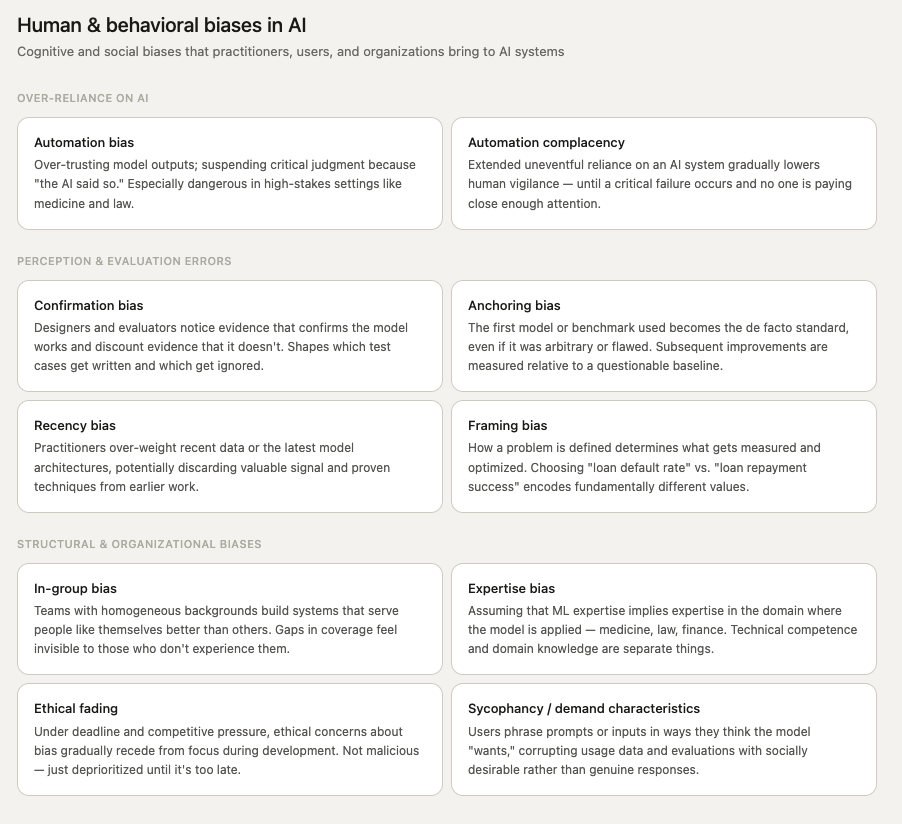 Human & behavioral biases in AI
Cognitive and social biases that practitioners, users, and organizations bring to AI systems
OVER-RELIANCE ON AI
Automation bias
Over-trusting model outputs; suspending critical judgment because
"the AI said so." Especially dangerous in high-stakes settings like
medicine and law.
Automation complacency
Extended uneventful reliance on an AI system gradually lowers
human vigilance — until a critical failure occurs and no one is paying
close enough attention.
PERCEPTION & EVALUATION ERRORS
Confirmation bias
Designers and evaluators notice evidence that confirms the model
works and discount evidence that it doesn't. Shapes which test
cases get written and which get ignored.
Anchoring bias
The first model or benchmark used becomes the de facto standard,
even if it was arbitrary or flawed. Subsequent improvements are
measured relative to a questionable baseline.
Recency bias
Practitioners over-weight recent data or the latest model
architectures, potentially discarding valuable signal and proven
techniques from earlier work.
Framing bias
How a problem is defined determines what gets measured and
optimized. Choosing "loan default rate" vs. "loan repayment
success" encodes fundamentally different values.
STRUCTURAL & ORGANIZATIONAL BIASES
In-group bias
Teams with homogeneous backgrounds build systems that serve
people like themselves better than others. Gaps in coverage feel
invisible to those who don't experience them.
Expertise bias
Assuming that ML expertise implies expertise in the domain where
the model is applied — medicine, law, finance. Technical competence
and domain knowledge are separate things.
Ethical fading
Under deadline and competitive pressure, ethical concerns about
bias gradually recede from focus during development. Not malicious
— just deprioritized until it's too late.
Sycophancy / demand characteristics
Users phrase prompts or inputs in ways they think the model
"wants," corrupting usage data and evaluations with socially
desirable rather than genuine responses.